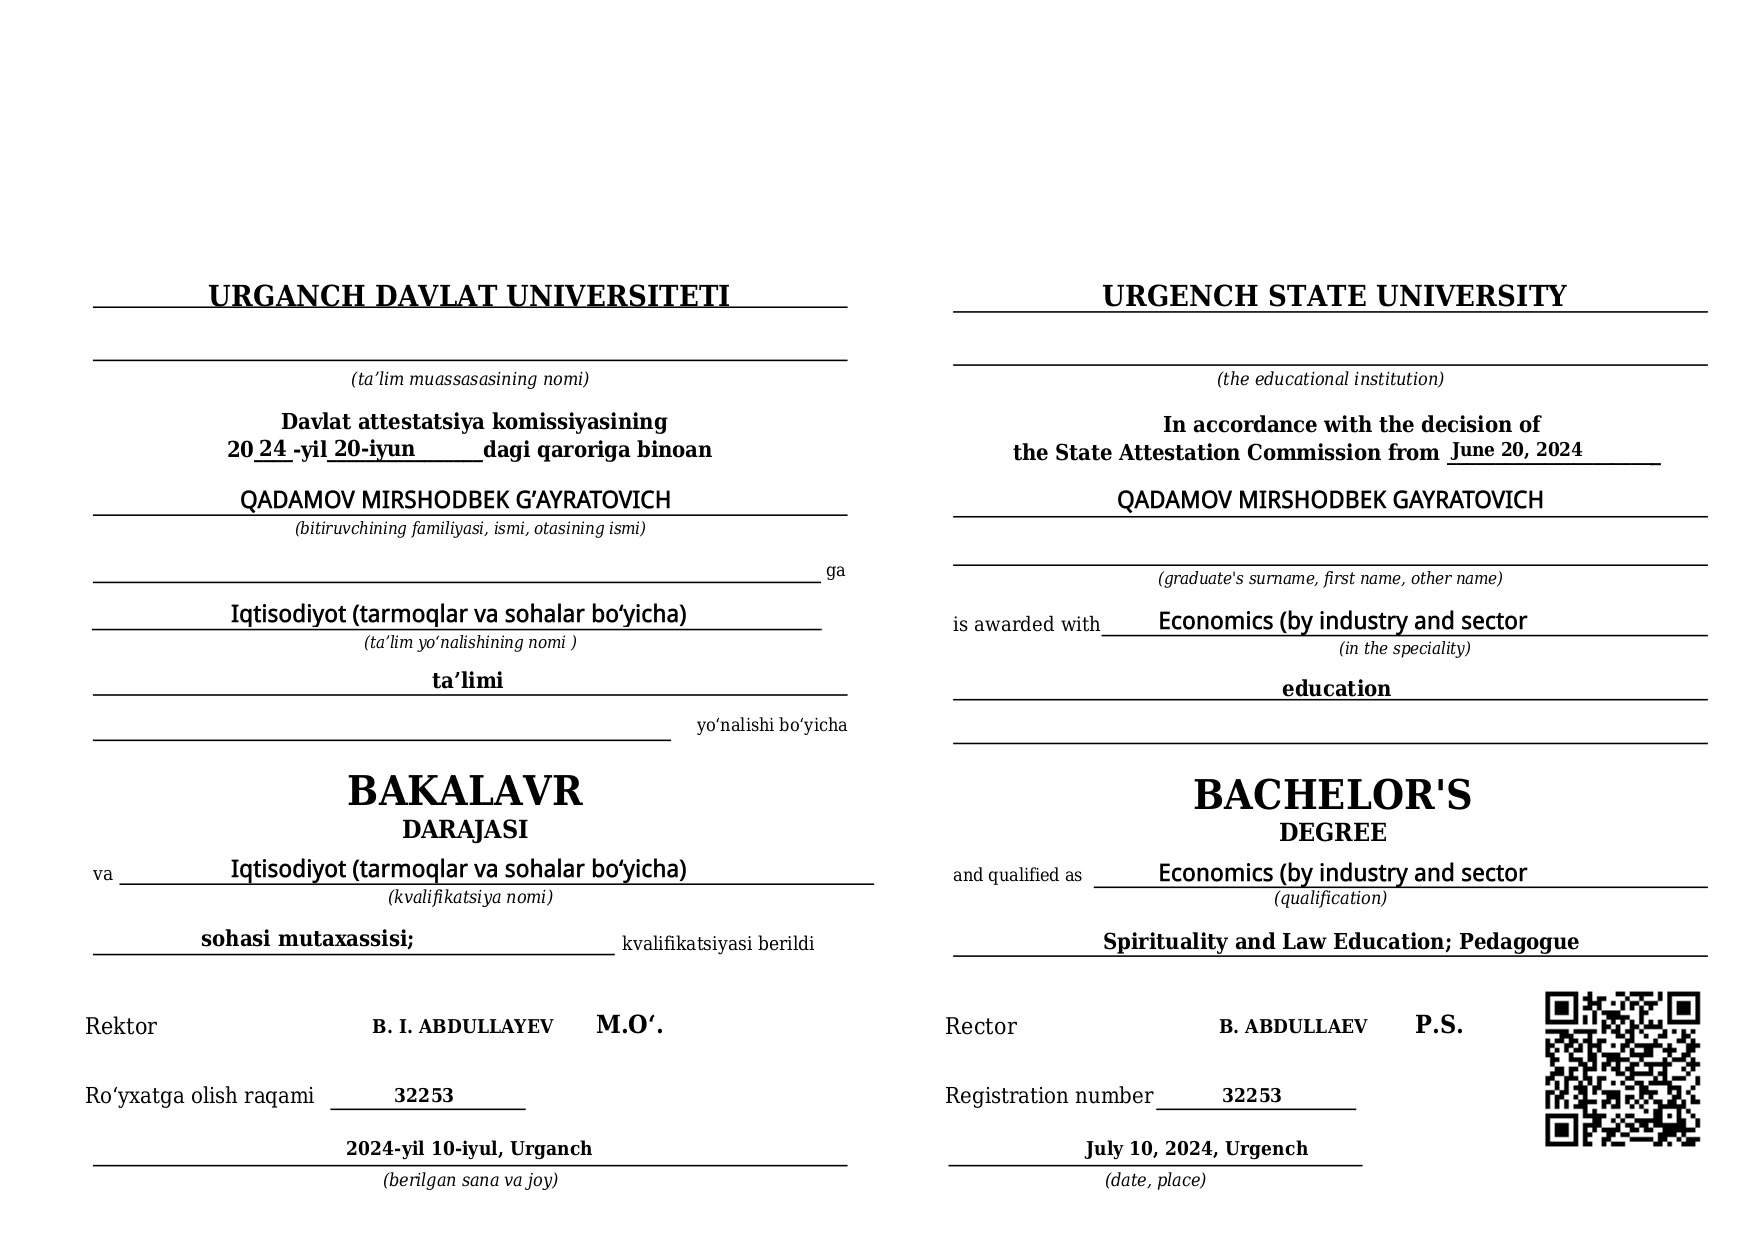 URGANCH DAVLAT UNIVERSITETI
(ta’lim muassasasining nomi)
Davlat attestatsiya komissiyasining
20 24 -yil 20-iyun dagi qaroriga binoan
QADAMOV MIRSHODBEK G’AYRATOVICH
(bitiruvchining familiyasi, ismi, otasining ismi)
ga
Iqtisodiyot (tarmoqlar va sohalar bo‘yicha)
(ta’lim yo‘nalishining nomi )
ta’limi
yo‘nalishi bo‘yicha
BAKALAVR
DARAJASI
va Iqtisodiyot (tarmoqlar va sohalar bo‘yicha)
(kvalifikatsiya nomi)
sohasi mutaxassisi; kvalifikatsiyasi berildi
Rektor B. I. ABDULLAYEV M.O‘.
Ro‘yxatga olish raqami 32253
2024-yil 10-iyul, Urganch
(berilgan sana va joy)
URGENCH STATE UNIVERSITY
(the educational institution)
In accordance with the decision of
the State Attestation Commission from June 20, 2024
QADAMOV MIRSHODBEK GAYRATOVICH
(graduate's surname, first name, other name)
is awarded with Economics (by industry and sector
(in the speciality)
education
BACHELOR'S
DEGREE
and qualified as Economics (by industry and sector
(qualification)
Spirituality and Law Education; Pedagogue
Rector B. ABDULLAEV P.S.
Registration number 32253
July 10, 2024, Urgench
(date, place)